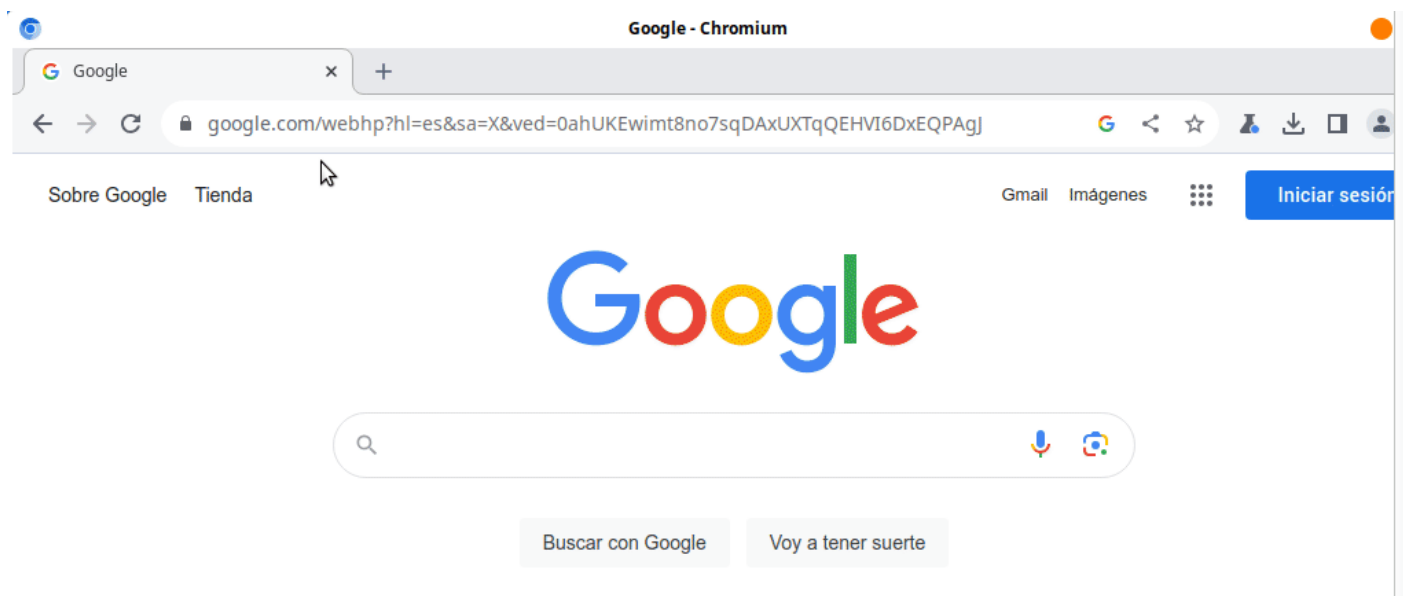 Google - Chromium
Google
google.com/webhp?hl=es&sa=X&ved=0ahUKEwimt8no7sqDAxUXTqQEHVI6DxEQPAgJ
Sobre Google Tienda Gmail Imágenes Iniciar sesión
Google
Buscar con Google Voy a tener suerte